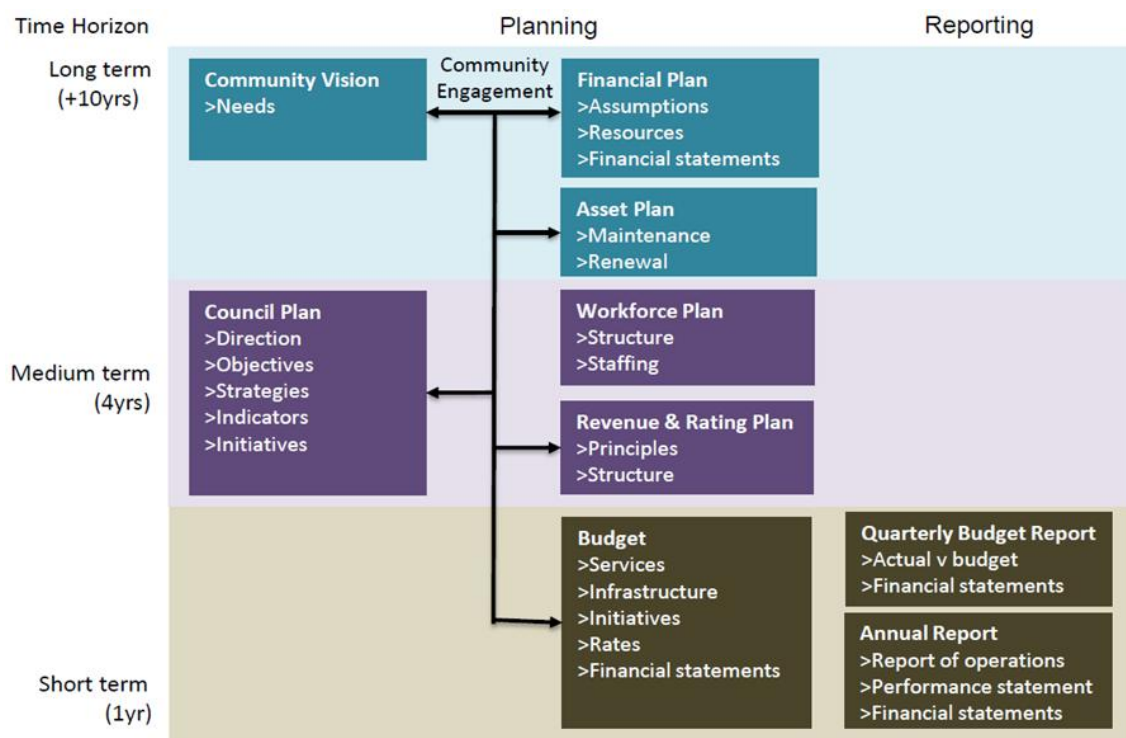 Time Horizon
Planning
Reporting
Long term
(+10yrs)
Community Vision
>Needs
Community
Engagement
Financial Plan
>Assumptions
>Resources
>Financial statements
Asset Plan
>Maintenance
>Renewal
Medium term
(4yrs)
Council Plan
>Direction
>Objectives
>Strategies
>Indicators
>Initiatives
Workforce Plan
>Structure
>Staffing
Revenue & Rating Plan
>Principles
>Structure
Short term
(1yr)
Budget
>Services
>Infrastructure
>Initiatives
>Rates
>Financial statements
Quarterly Budget Report
>Actual v budget
>Financial statements
Annual Report
>Report of operations
>Performance statement
>Financial statements